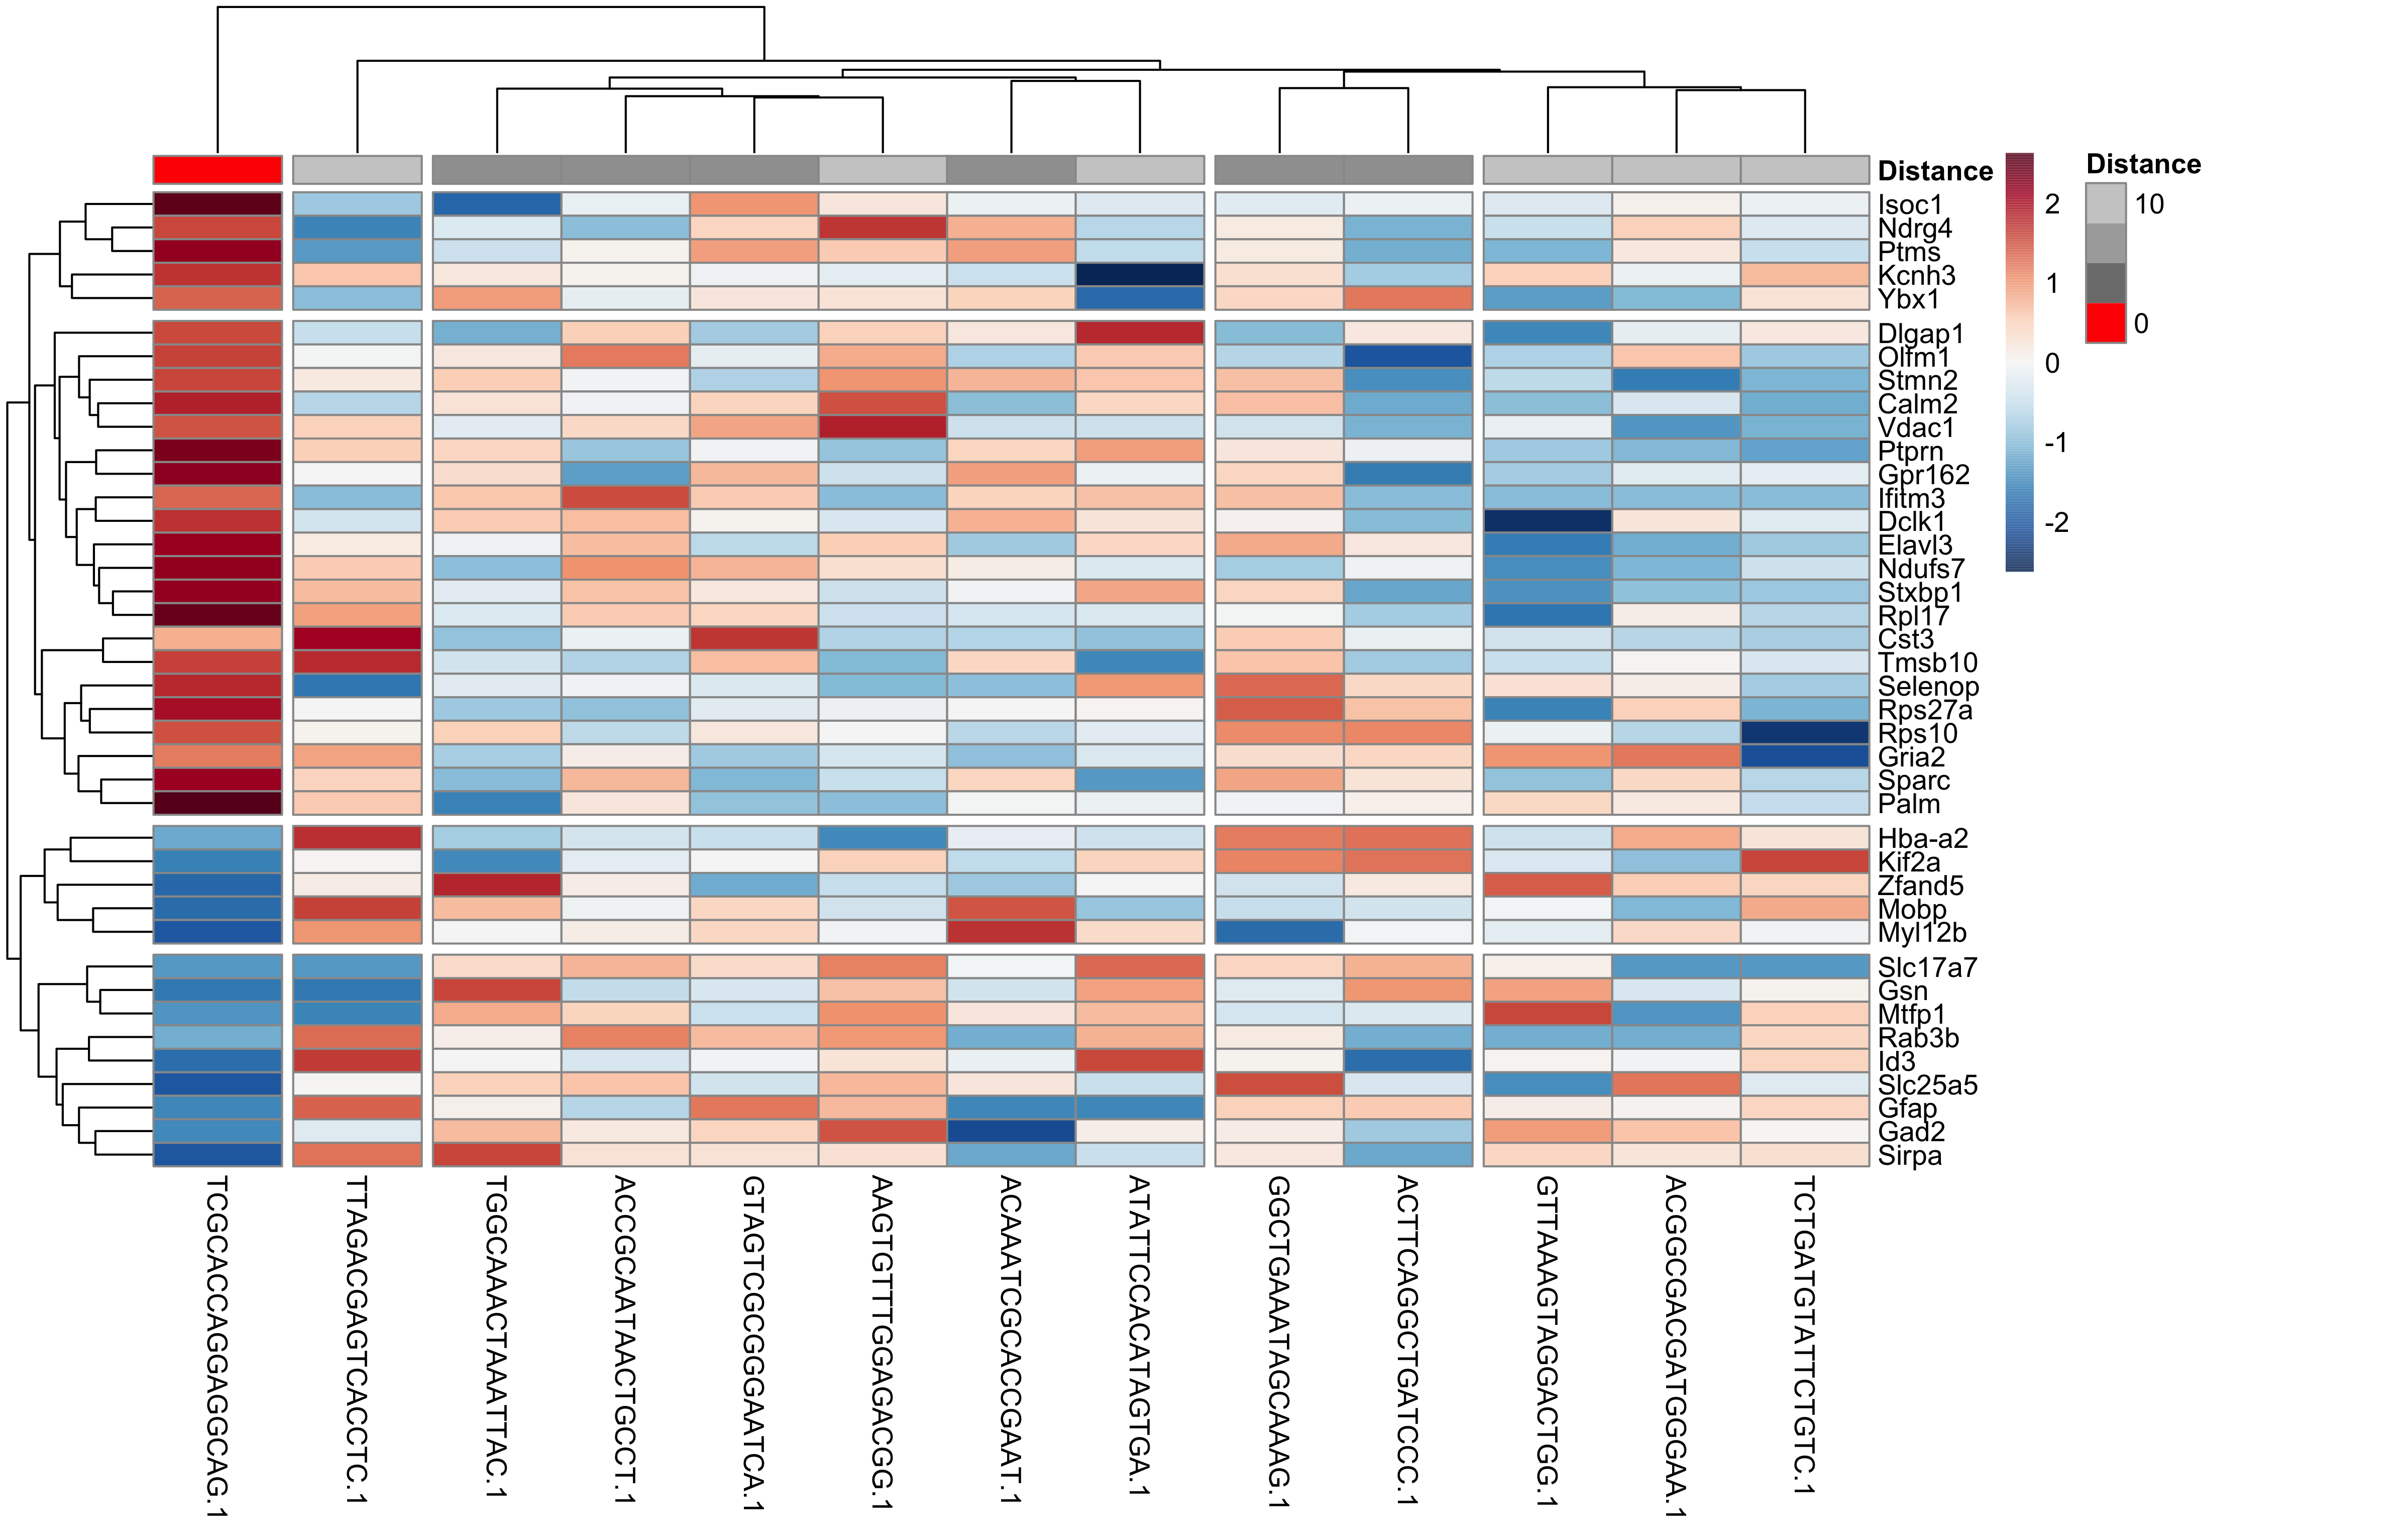 Distance
Distance
10
0
2
1
0
-1
-2
Isoc1
Ndrg4
Ptms
Kcnh3
Ybx1
Dlgap1
Olfm1
Stmn2
Calm2
Vdac1
Ptprn
Gpr162
Ifitm3
Dclk1
Elavl3
Ndufs7
Stxbp1
Rpl17
Cst3
Tmsb10
Selenop
Rps27a
Rps10
Gria2
Sparc
Palm
Hba-a2
Kif2a
Zfand5
Mobp
Myl12b
Slc17a7
Gsn
Mtfp1
Rab3b
Id3
Slc25a5
Gfap
Gad2
Sirpa
TCGCACCAGGAGGCAG.1
TTAGACGAGTCACCTC.1
TGGCAAACTAAATTAC.1
ACCGCAATAACTGCCT.1
GTAGTCGCGGGAATCA.1
AAGTGTTTGGAGACGG.1
ACAAATCGCACCGAAT.1
ATATTCCACATAGTGA.1
GGCTGAAATAGCAAAG.1
ACTTCAGGCTGATCCC.1
GTTAAAGTAGGACTGG.1
ACGGCGACGATGGGAA.1
TCTGATGTATTCTGTC.1